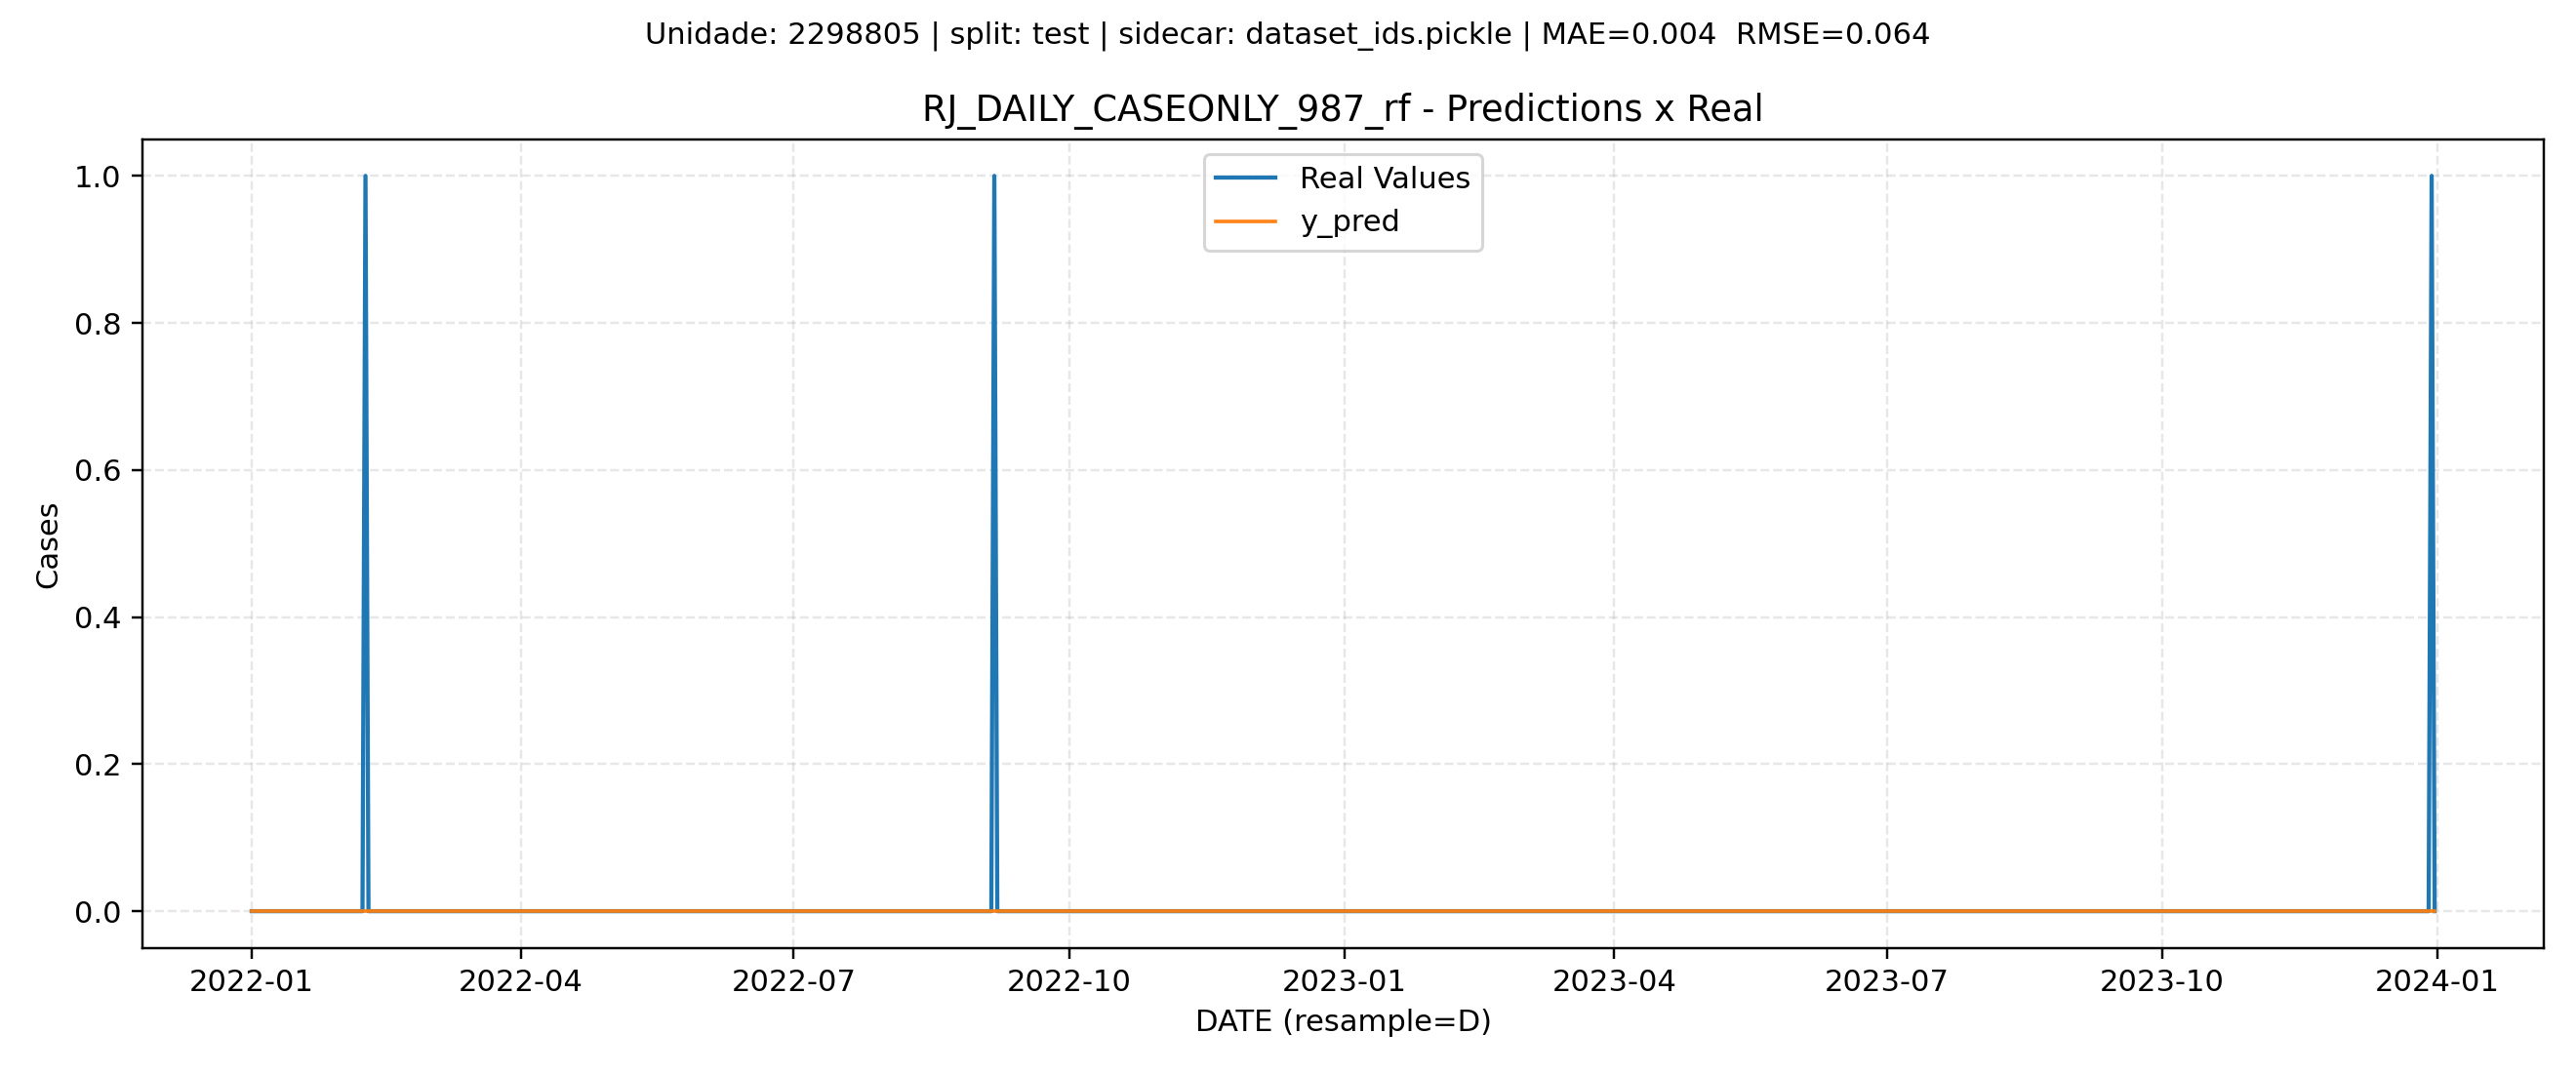 Unidade: 2298805 | split: test | sidecar: dataset_ids.pickle | MAE=0.004  RMSE=0.064
RJ_DAILY_CASEONLY_987_rf - Predictions x Real
Real Values
y_pred
1.0
0.8
0.6
0.4
0.2
0.0
Cases
2022-01
2022-04
2022-07
2022-10
2023-01
2023-04
2023-07
2023-10
2024-01
DATE (resample=D)